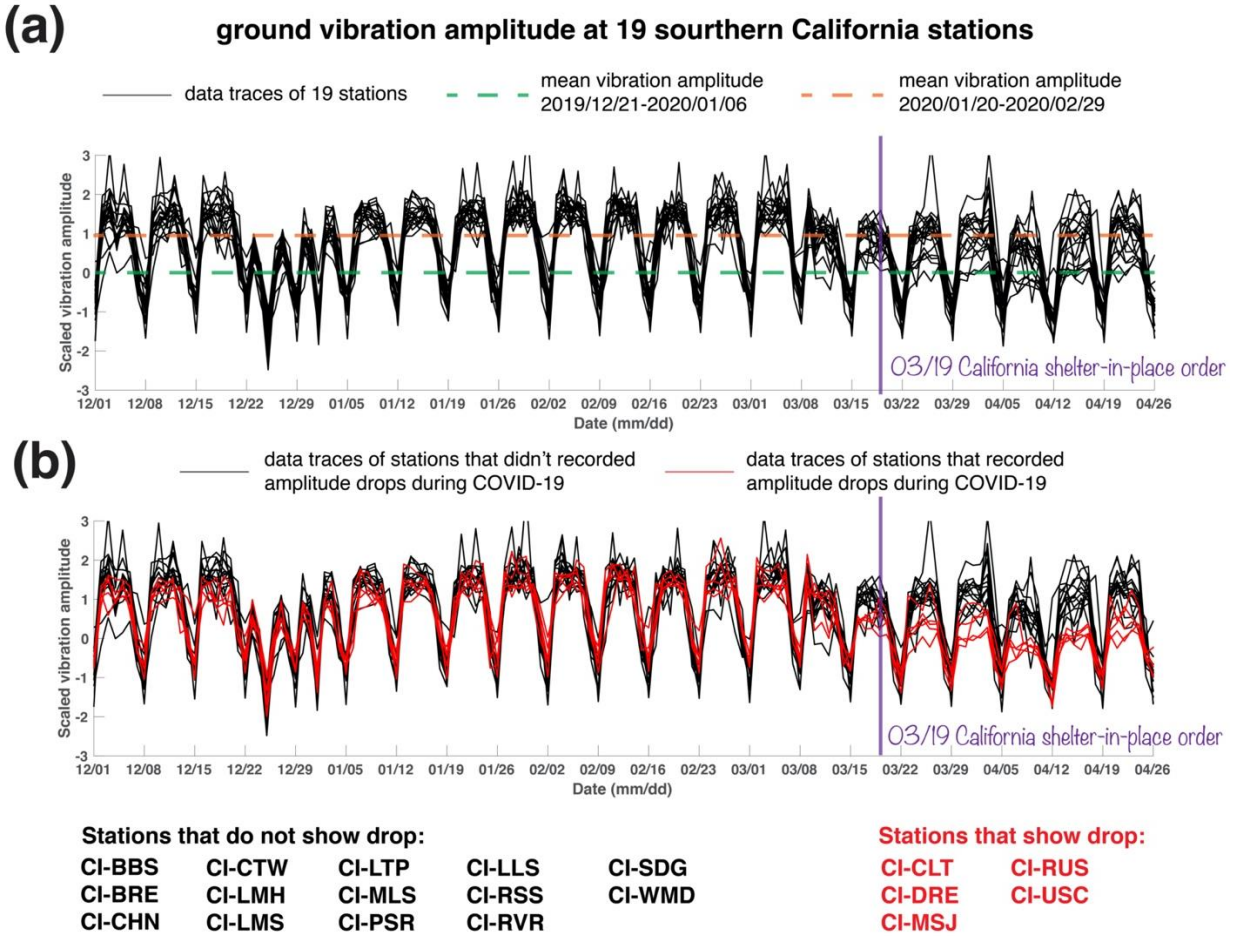 (a)
ground vibration amplitude at 19 sourthern California stations
data traces of 19 stations
mean vibration amplitude
2019/12/21-2020/01/06
mean vibration amplitude
2020/01/20-2020/02/29
3
2
1
0
-1
-2
-3
Scaled vibration amplitude
03/19 California shelter-in-place order
12/01 12/08 12/15 12/22 12/29 01/05 01/12 01/19 01/26 02/02 02/09 02/16 02/23 03/01 03/08 03/15 03/22 03/29 04/05 04/12 04/19 04/26
Date (mm/dd)
(b)
data traces of stations that didn't recorded
amplitude drops during COVID-19
data traces of stations that recorded
amplitude drops during COVID-19
3
2
1
0
-1
-2
-3
Scaled vibration amplitude
03/19 California shelter-in-place order
12/01 12/08 12/15 12/22 12/29 01/05 01/12 01/19 01/26 02/02 02/09 02/16 02/23 03/01 03/08 03/15 03/22 03/29 04/05 04/12 04/19 04/26
Date (mm/dd)
Stations that do not show drop:
CI-BBS CI-CTW CI-LTP CI-LLS CI-SDG
CI-BRE CI-LMH CI-MLS CI-RSS CI-WMD
CI-CHN CI-LMS CI-PSR CI-RVR
Stations that show drop:
CI-CLT CI-RUS
CI-DRE CI-USC
CI-MSJ